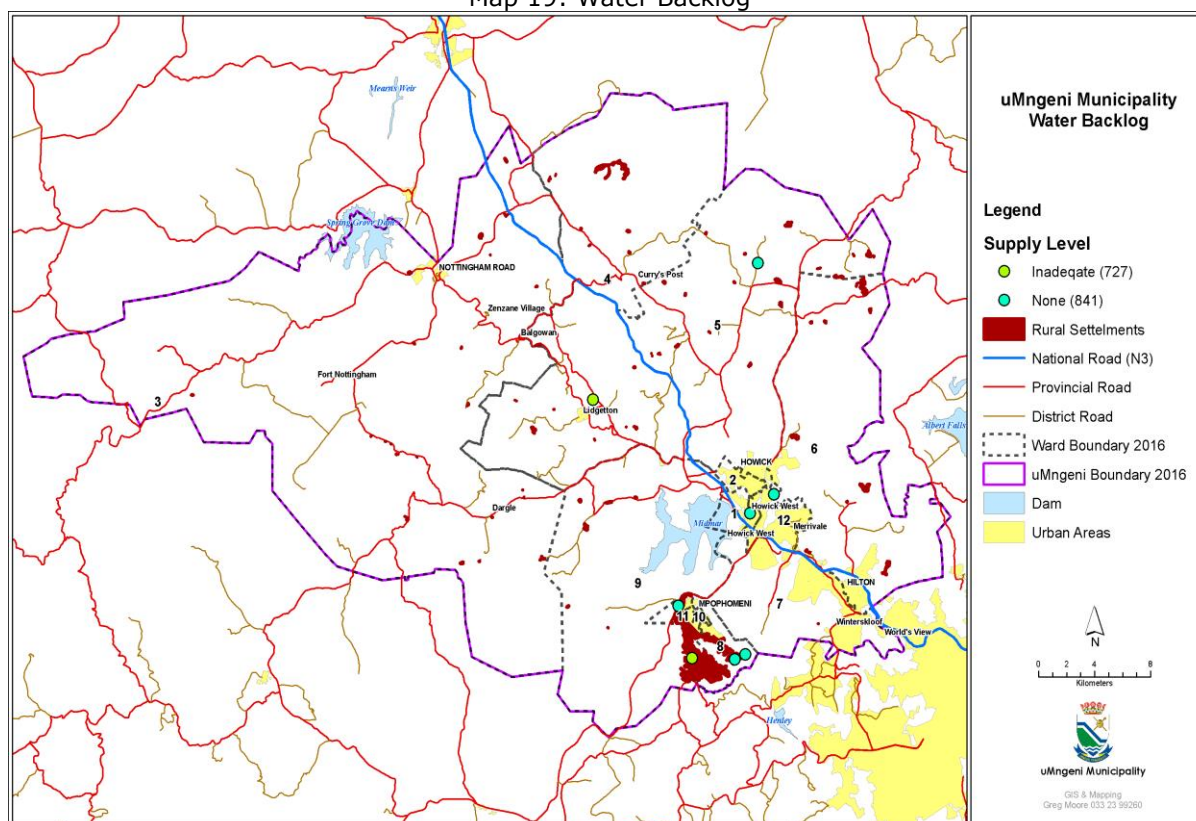 Map 19: Water Backlog
Mearns Weir
Spring Grove Dam
NOTTINGHAM ROAD
Curry's Post
4
Zenzane Village
5
Balgowan
Fort Nottingham
3
Lidgetton
Albert Falls
6
HOWICK
2
Howick West
Dargle
1
12
Midmar
Merrivale
Howick West
9
HILTON
MPOPHOMENI
7
11
10
Winterskloof
World's View
8
Henley
uMngeni Municipality
Water Backlog
Legend
Supply Level
Inadeqate (727)
None (841)
Rural Settelments
National Road (N3)
Provincial Road
District Road
Ward Boundary 2016
uMngeni Boundary 2016
Dam
Urban Areas
N
0 2 4 8
Kilometers
uMngeni Municipality
GIS & Mapping
Greg Moore 033 23 99260